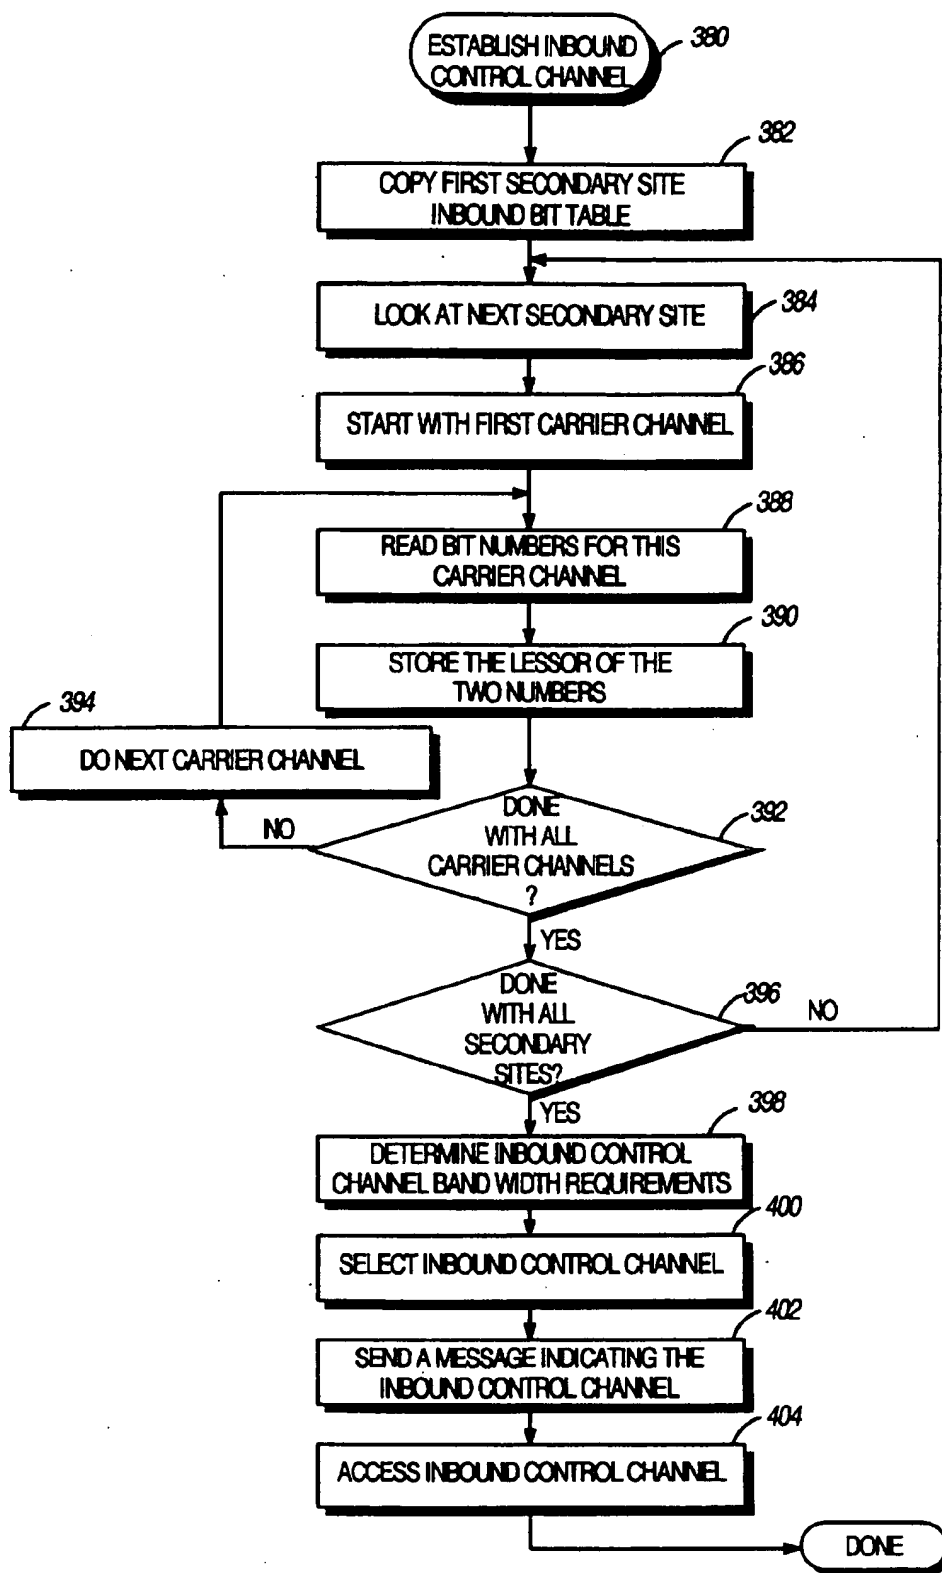 ESTABLISH INBOUND
CONTROL CHANNEL
380
382
COPY FIRST SECONDARY SITE
INBOUND BIT TABLE
LOOK AT NEXT SECONDARY SITE
384
386
START WITH FIRST CARRIER CHANNEL
388
READ BIT NUMBERS FOR THIS
CARRIER CHANNEL
390
STORE THE LESSOR OF THE
TWO NUMBERS
394
DO NEXT CARRIER CHANNEL
NO
DONE
WITH ALL
CARRIER CHANNELS
?
392
YES
DONE
WITH ALL
SECONDARY
SITES?
396
NO
YES
398
DETERMINE INBOUND CONTROL
CHANNEL BAND WIDTH REQUIREMENTS
400
SELECT INBOUND CONTROL CHANNEL
402
SEND A MESSAGE INDICATING THE
INBOUND CONTROL CHANNEL
404
ACCESS INBOUND CONTROL CHANNEL
DONE